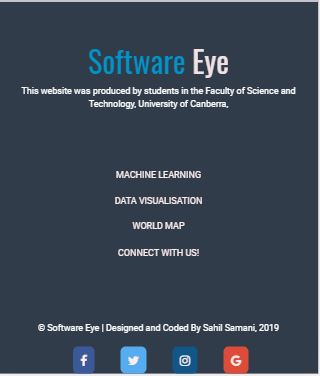 Software Eye
This website was produced by students in the Faculty of Science and
Technology, University of Canberra,
MACHINE LEARNING
DATA VISUALISATION
WORLD MAP
CONNECT WITH US!
© Software Eye | Designed and Coded By Sahil Samani, 2019